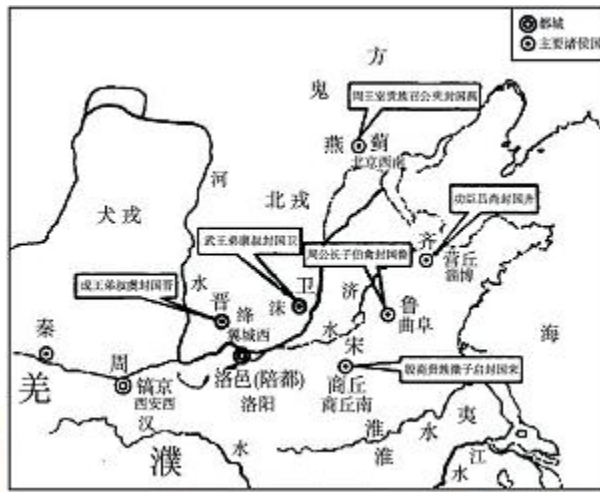 都城
主要诸侯国
方
鬼
周王室贵族召公奭封国燕
燕
蓟
北京西南
河
北戎
犬戎
功臣吕尚封国齐
武王弟康叔封国卫
周公长子伯禽封国鲁
齐
营丘
淄博
成王弟叔虞封国晋
水
晋
绛
翼城西
卫
沫
济
水
鲁
曲阜
海
秦
羌
周
镐京
西安西
洛邑(陪都)
洛阳
宋
商丘
商丘南
殷商贵族微子启封国宋
汉
水
濮
淮
水
夷
淮
江
水